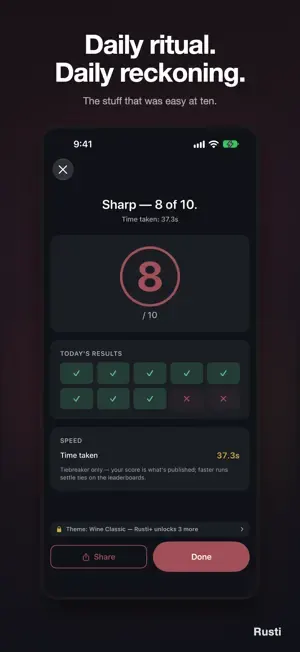 Daily ritual.
Daily reckoning.
The stuff that was easy at ten.
9:41
Sharp — 8 of 10.
Time taken: 37.3s
8
/ 10
TODAY'S RESULTS
SPEED
Time taken 37.3s
Tiebreaker only — your score is what's published; faster runs
settle ties on the leaderboards.
Theme: Wine Classic — Rusti+ unlocks 3 more
Share Done
Rusti